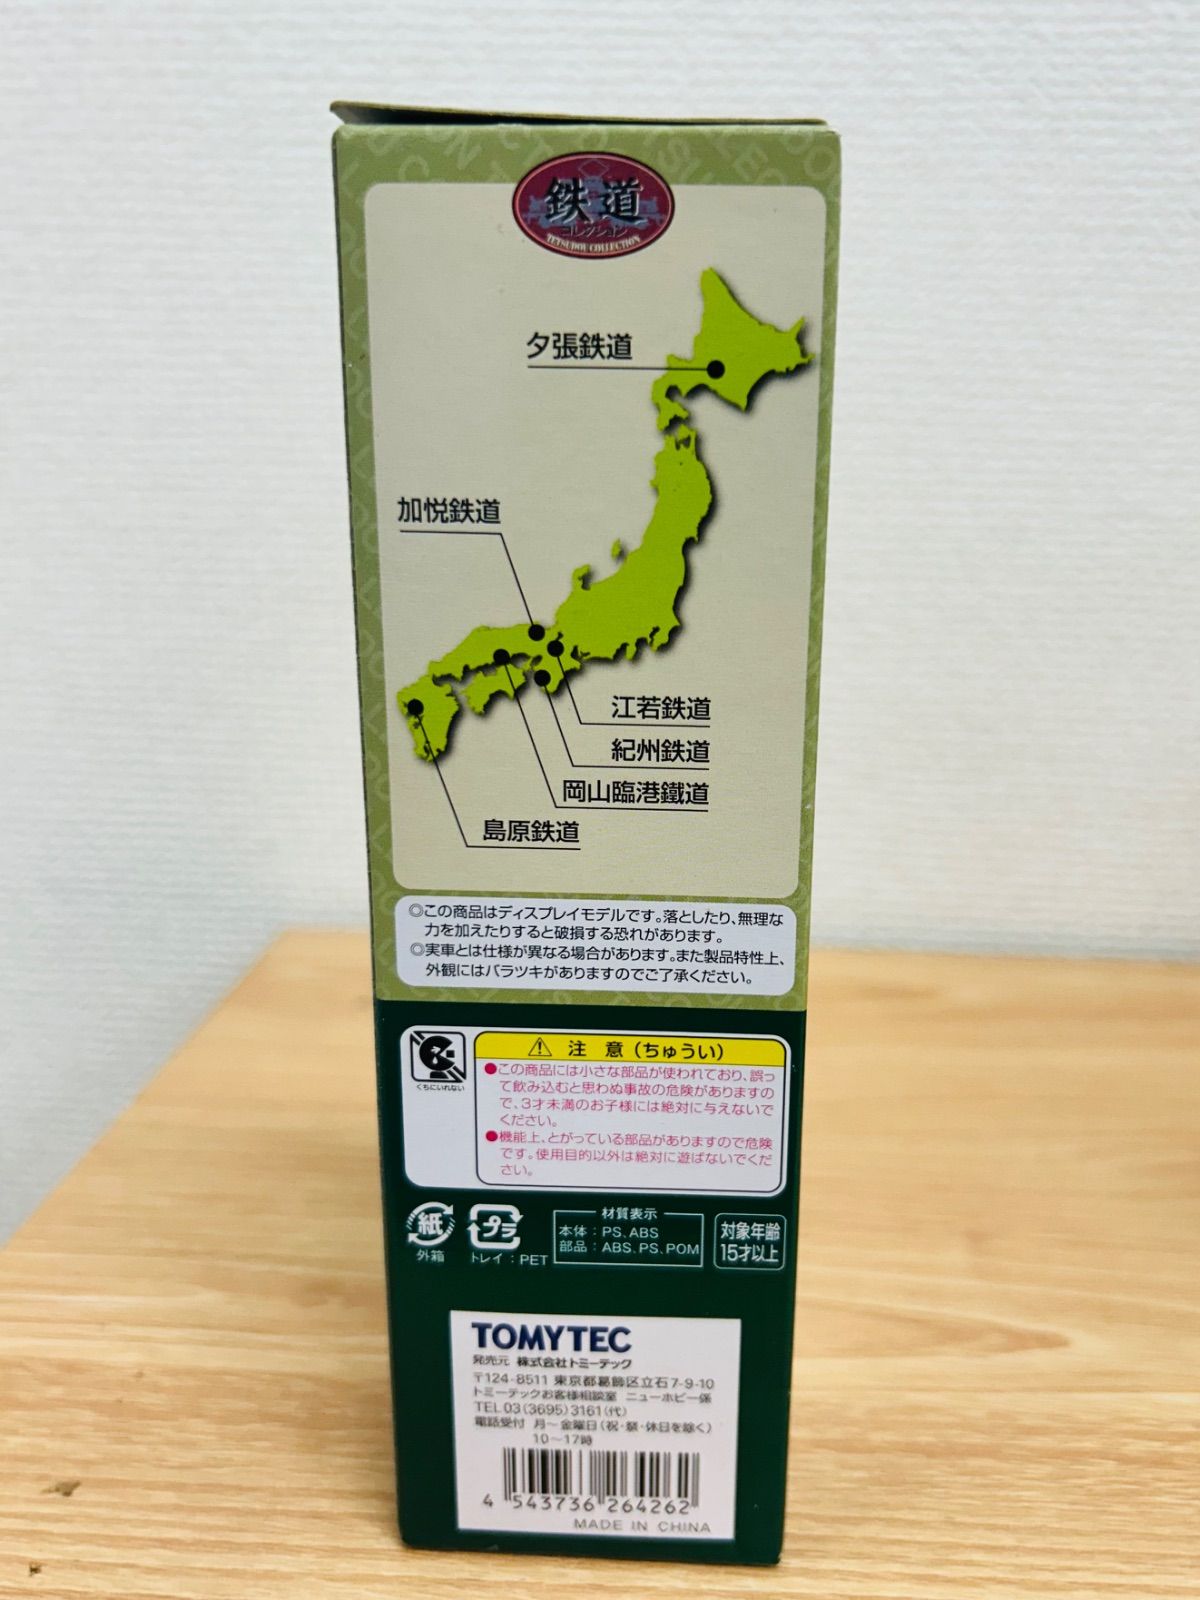 鉄道
コレクション
TETSUDOU COLLECTION
夕張鉄道
加悦鉄道
江若鉄道
紀州鉄道
岡山臨港鐵道
島原鉄道
◎この商品はディスプレイモデルです。落としたり、無理な
力を加えたりすると破損する恐れがあります。
◎実車とは仕様が異なる場合があります。また製品特性上、
外観にはバラツキがありますのでご了承ください。
くちにいれない
⚠ 注 意（ちゅうい）
●この商品には小さな部品が使われており、誤っ
て飲み込むと思わぬ事故の危険がありますの
で、3才未満のお子様には絶対に与えないで
ください。
●機能上、とがっている部品がありますので危険
です。使用目的以外は絶対に遊ばないでくだ
さい。
紙
外箱
プラ
トレイ：PET
材質表示
本体：PS、ABS
部品：ABS、PS、POM
対象年齢
15才以上
TOMYTEC
発売元 株式会社トミーテック
〒124-8511 東京都葛飾区立石7-9-10
トミーテックお客様相談室 ニューホビー係
TEL 03(3695)3161(代)
電話受付 月～金曜日(祝・祭・休日を除く)
10～17時
4 543736 264262
MADE IN CHINA